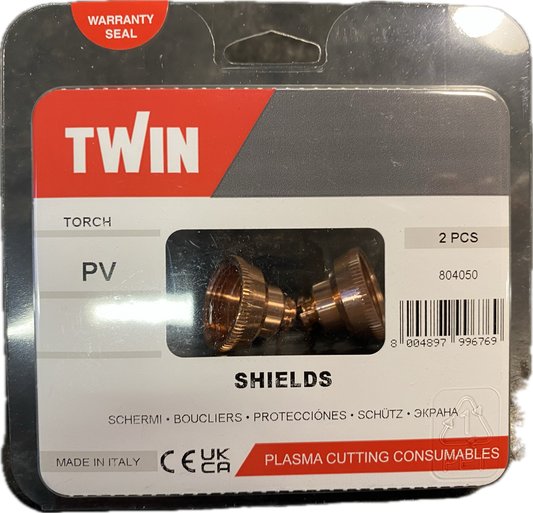 WARRANTY
SEAL
TWIN
TORCH
PV
2 PCS
804050
8 004897 996769
SHIELDS
SCHERMI • BOUCLIERS • PROTECCIÓNES • SCHÜTZ • ЭКРАНА
MADE IN ITALY
CE UK
CA
PLASMA CUTTING CONSUMABLES